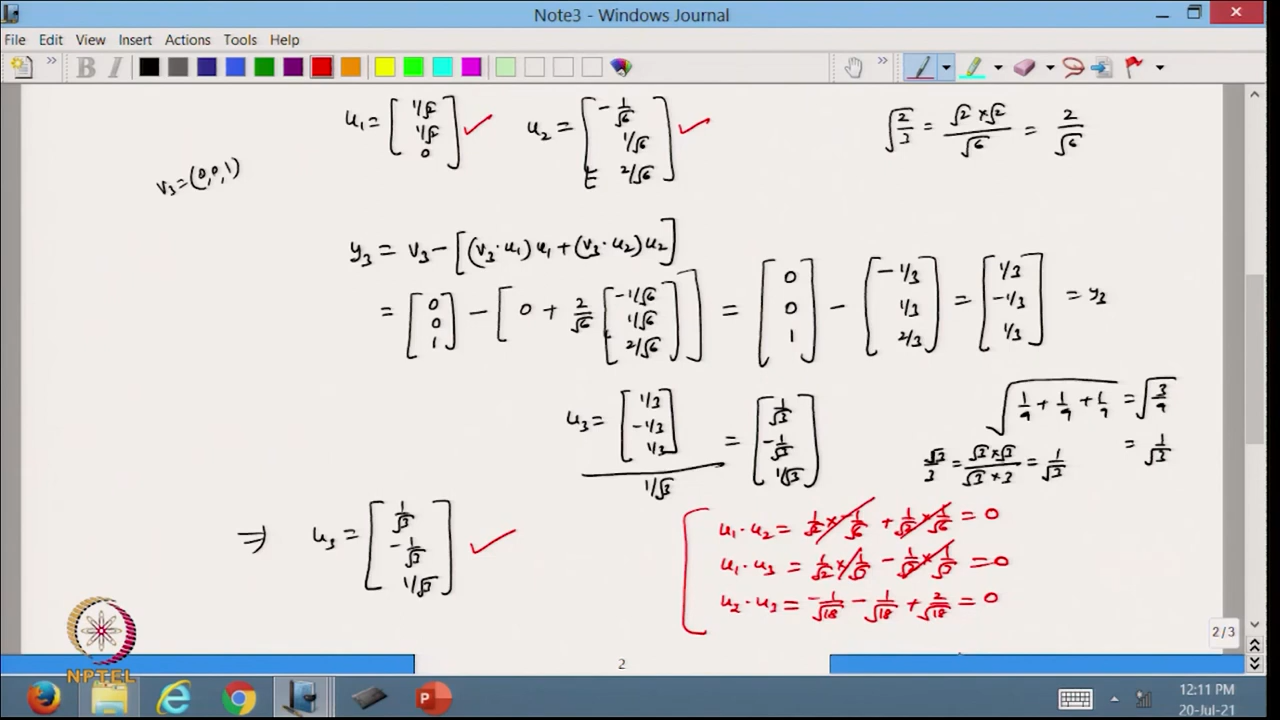 Note3 - Windows Journal
File Edit View Insert Actions Tools Help
u₁ = [1/√2 1/√2 0] ✓ u₂ = [-1/√6 1/√6 2/√6] ✓ √(2/3) = (√2 × √2)/√6 = 2/√6
v₃ = (0, 0, 1)
y₃ = v₃ - [(v₃ · u₁) u₁ + (v₃ · u₂) u₂]
= [0 0 1] - [0 + 2/√6 [-1/√6 1/√6 2/√6]] = [0 0 1] - [-1/3 1/3 2/3] = [1/3 -1/3 1/3] = y₃
u₃ = [1/3 -1/3 1/3] / (1/√3) = [1/√3 -1/√3 1/√3] √(1/9 + 1/9 + 1/9) = √(3/9)
√3/3 = (√3 × √3)/(√3 × 3) = 1/√3 = 1/√3
⇒ u₃ = [1/√3 -1/√3 1/√3] ✓
u₁ · u₂ = 1/√2 × -1/√6 + 1/√2 × 1/√6 = 0
u₁ · u₃ = 1/√2 × 1/√3 - 1/√2 × 1/√3 = 0
u₂ · u₃ = -1/√18 - 1/√18 + 2/√18 = 0
2/3
2
NPTEL
12:11 PM
20-Jul-21